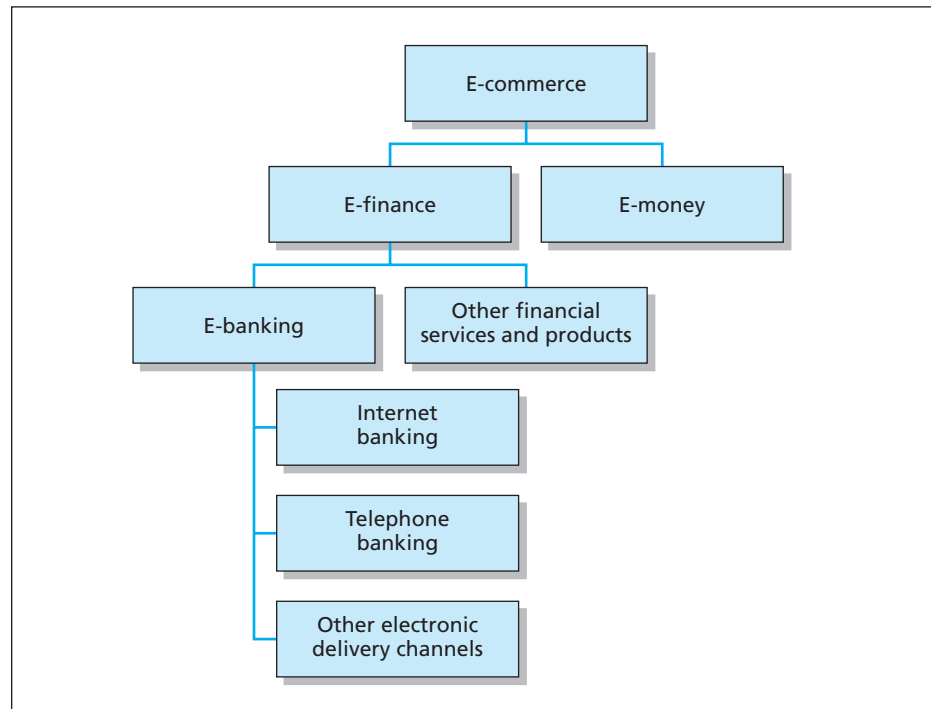 E-commerce
E-finance
E-money
E-banking
Other financial
services and products
Internet
banking
Telephone
banking
Other electronic
delivery channels